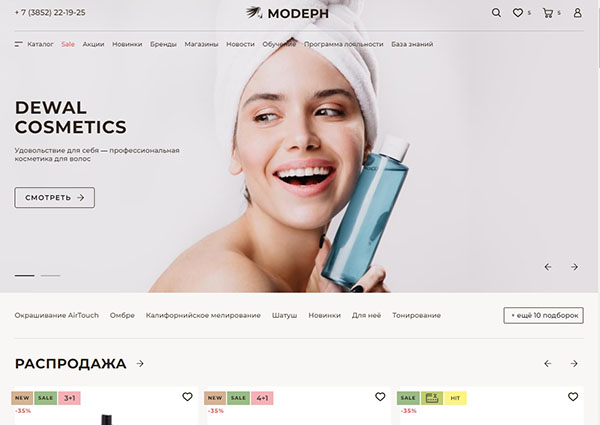 + 7 (3852) 22-19-25
МОДЕРН
5
5
Каталог Sale Акции Новинки Бренды Магазины Новости Обучение Программа лояльности База знаний
DEWAL
COSMETICS
Удовольствие для себя — профессиональная
косметика для волос
СМОТРЕТЬ
Окрашивание AirTouch Омбре Калифорнийское мелирование Шатуш Новинки Для неё Тонирование
+ ещё 10 подборок
РАСПРОДАЖА
NEW SALE 3+1
-35%
NEW SALE 4+1
-35%
SALE HIT
-35%